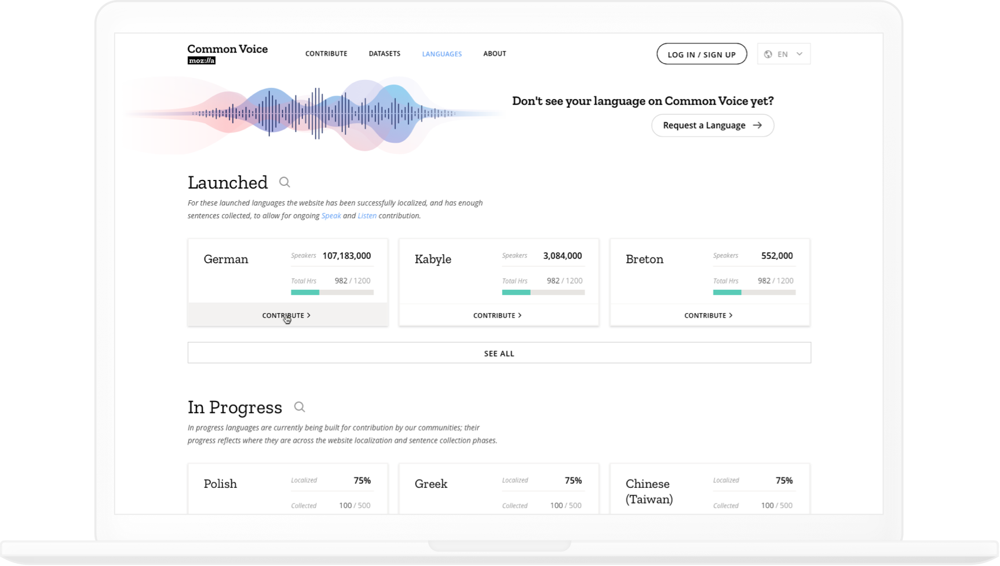 Common Voice
moz://a
CONTRIBUTE
DATASETS
LANGUAGES
ABOUT
LOG IN / SIGN UP
EN
Don't see your language on Common Voice yet?
Request a Language
Launched
For these launched languages the website has been successfully localized, and has enough
sentences collected, to allow for ongoing Speak and Listen contribution.
German
Speakers 107,183,000
Total Hrs 982 / 1200
CONTRIBUTE
Kabyle
Speakers 3,084,000
Total Hrs 982 / 1200
CONTRIBUTE
Breton
Speakers 552,000
Total Hrs 982 / 1200
CONTRIBUTE
SEE ALL
In Progress
In progress languages are currently being built for contribution by our communities; their
progress reflects where they are across the website localization and sentence collection phases.
Polish
Localized 75%
Collected 100 / 500
Greek
Localized 75%
Collected 100 / 500
Chinese
(Taiwan)
Localized 75%
Collected 100 / 500